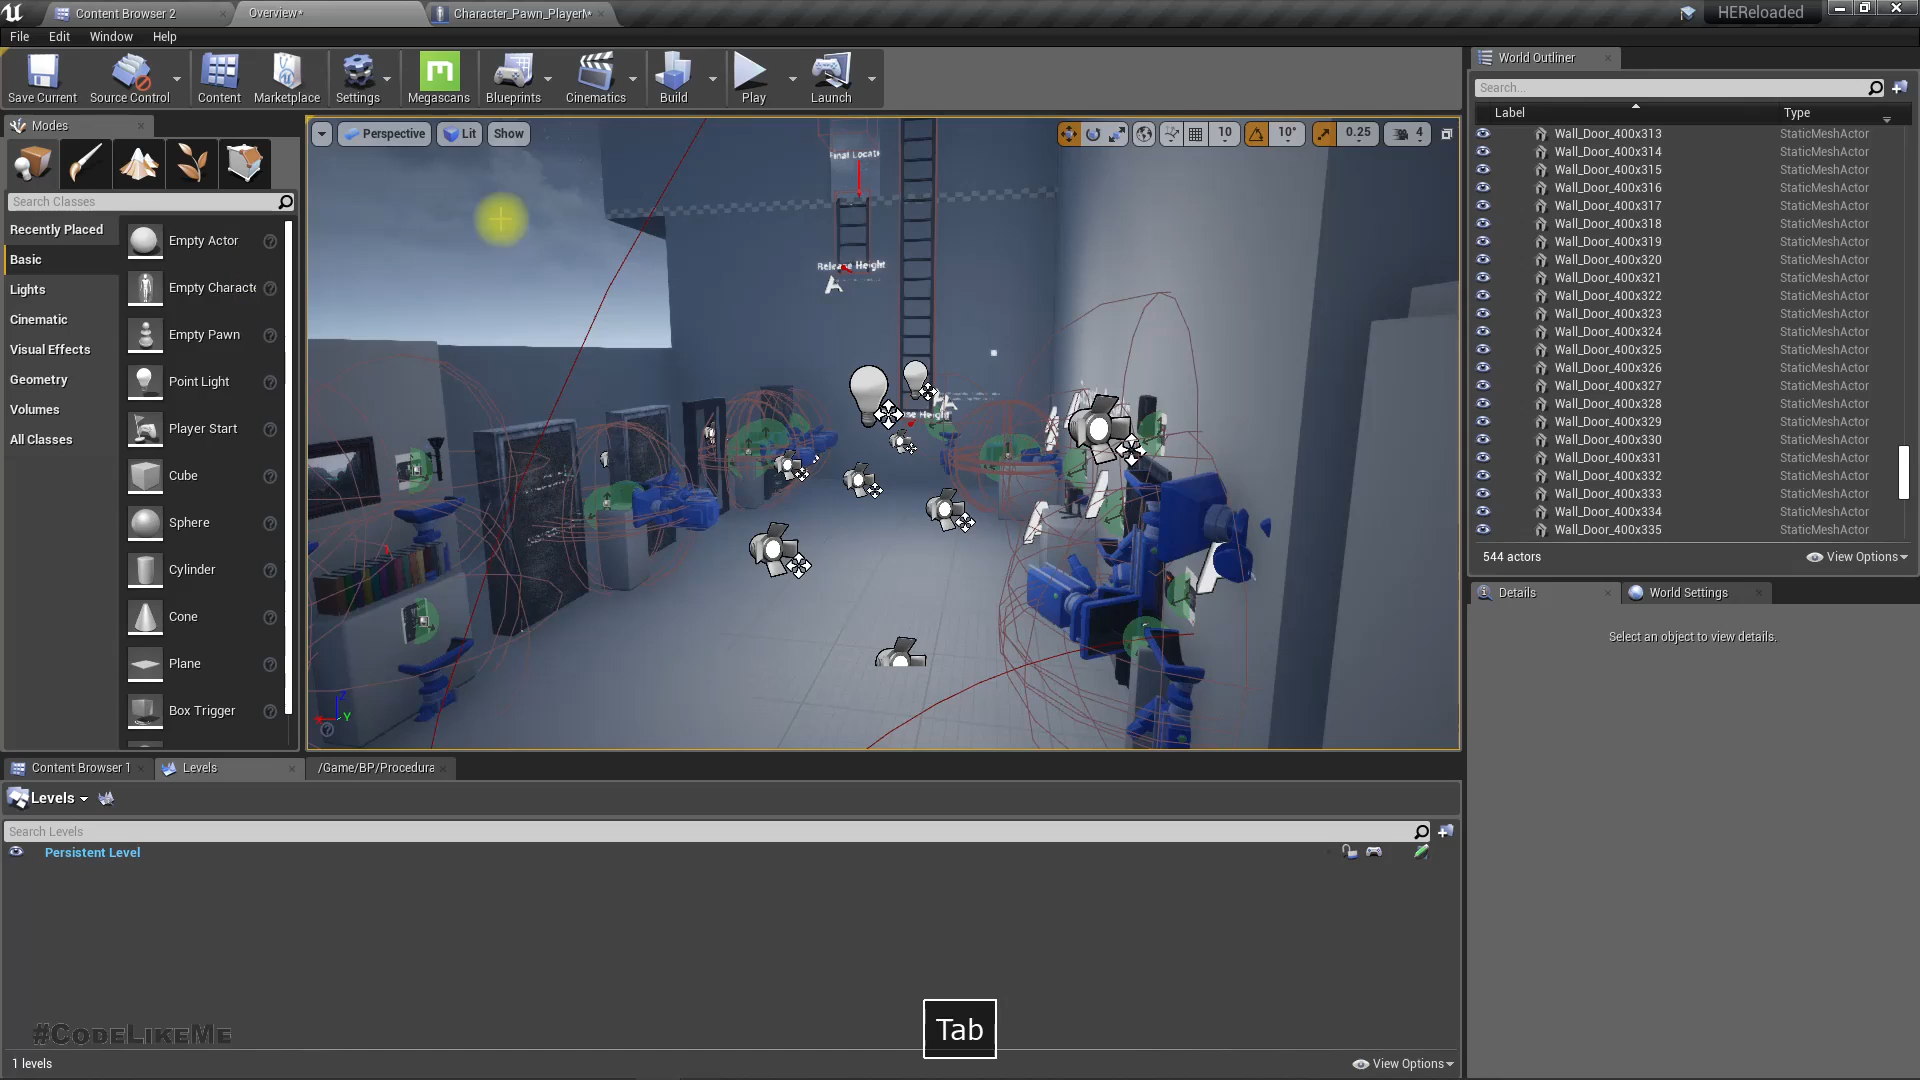 Content Browser 2
Overview*
Character_Pawn_PlayerM*
HEReloaded
File
Edit
Window
Help
Save Current
Source Control
Content
Marketplace
Settings
Megascans
Blueprints
Cinematics
Build
Play
Launch
Modes
Search Classes
Recently Placed
Basic
Lights
Cinematic
Visual Effects
Geometry
Volumes
All Classes
Empty Actor
Empty Characte
Empty Pawn
Point Light
Player Start
Cube
Sphere
Cylinder
Cone
Plane
Box Trigger
Perspective
Lit
Show
10
10°
0.25
4
Final Locati
Release Height
Y
World Outliner
Search...
Label
Type
Wall_Door_400x313 StaticMeshActor
Wall_Door_400x314 StaticMeshActor
Wall_Door_400x315 StaticMeshActor
Wall_Door_400x316 StaticMeshActor
Wall_Door_400x317 StaticMeshActor
Wall_Door_400x318 StaticMeshActor
Wall_Door_400x319 StaticMeshActor
Wall_Door_400x320 StaticMeshActor
Wall_Door_400x321 StaticMeshActor
Wall_Door_400x322 StaticMeshActor
Wall_Door_400x323 StaticMeshActor
Wall_Door_400x324 StaticMeshActor
Wall_Door_400x325 StaticMeshActor
Wall_Door_400x326 StaticMeshActor
Wall_Door_400x327 StaticMeshActor
Wall_Door_400x328 StaticMeshActor
Wall_Door_400x329 StaticMeshActor
Wall_Door_400x330 StaticMeshActor
Wall_Door_400x331 StaticMeshActor
Wall_Door_400x332 StaticMeshActor
Wall_Door_400x333 StaticMeshActor
Wall_Door_400x334 StaticMeshActor
Wall_Door_400x335 StaticMeshActor
544 actors
View Options
Details
World Settings
Select an object to view details.
Content Browser 1
Levels
/Game/BP/Procedura
Levels
Search Levels
Persistent Level
#CodeLikeMe
Tab
1 levels
View Options